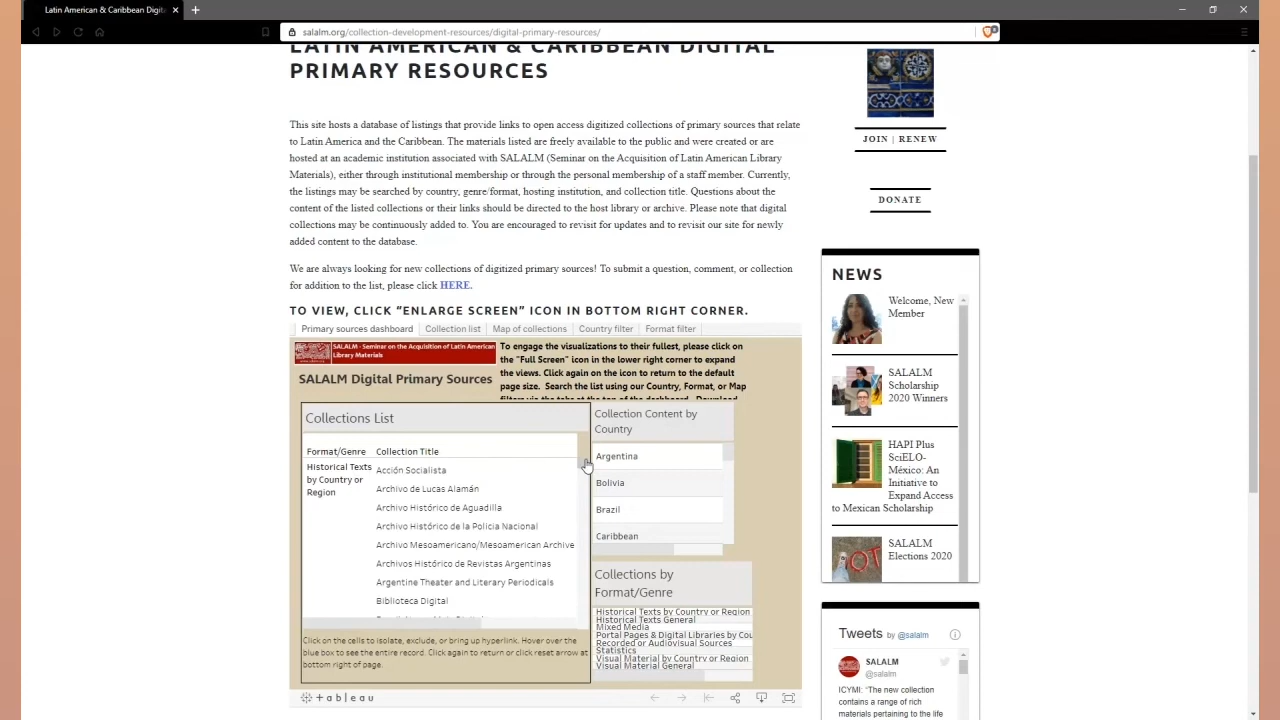 Latin American & Caribbean Digit
salalm.org/collection-development-resources/digital-primary-resources/
LATIN AMERICAN & CARIBBEAN DIGITAL
PRIMARY RESOURCES
This site hosts a database of listings that provide links to open access digitized collections of primary sources that relate
to Latin America and the Caribbean. The materials listed are freely available to the public and were created or are
hosted at an academic institution associated with SALALM (Seminar on the Acquisition of Latin American Library
Materials), either through institutional membership or through the personal membership of a staff member. Currently,
the listings may be searched by country, genre/format, hosting institution, and collection title. Questions about the
content of the listed collections or their links should be directed to the host library or archive. Please note that digital
collections may be continuously added to. You are encouraged to revisit for updates and to revisit our site for newly
added content to the database.
We are always looking for new collections of digitized primary sources! To submit a question, comment, or collection
for addition to the list, please click HERE.
TO VIEW, CLICK “ENLARGE SCREEN” ICON IN BOTTOM RIGHT CORNER.
Primary sources dashboard
Collection list
Map of collections
Country filter
Format filter
SALALM - Seminar on the Acquisition of Latin American
Library Materials
SALALM Digital Primary Sources
To engage the visualizations to their fullest, please click on
the "Full Screen" icon in the lower right corner to expand
the views. Click again on the icon to return to the default
page size. Search the list using our Country, Format, or Map
filters via the tabs at the top of the dashboard. Download
Collections List
Format/Genre
Collection Title
Historical Texts
by Country or
Region
Acción Socialista
Archivo de Lucas Alamán
Archivo Histórico de Aguadilla
Archivo Histórico de la Policia Nacional
Archivo Mesoamericano/Mesoamerican Archive
Archivos Históricos de Revistas Argentinas
Argentine Theater and Literary Periodicals
Biblioteca Digital
Click on the cells to isolate, exclude, or bring up hyperlink. Hover over the
blue box to see the entire record. Click again to return or click reset arrow at
bottom right of page.
Collection Content by
Country
Argentina
Bolivia
Brazil
Caribbean
Collections by
Format/Genre
Historical Texts by Country or Region
Historical Texts General
Mixed Media
Portal Pages & Digital Libraries by Cou
Recorded or Audiovisual Sources
Statistics
Visual Material by Country or Region
Visual Material General
+ a b l e a u
JOIN | RENEW
DONATE
NEWS
Welcome, New
Member
SALALM
Scholarship
2020 Winners
HAPI Plus
SciELO-
México: An
Initiative to
Expand Access
to Mexican Scholarship
SALALM
Elections 2020
Tweets by @salalm
SALALM
@salalm
ICYMI: "The new collection
contains a range of rich
materials pertaining to the life